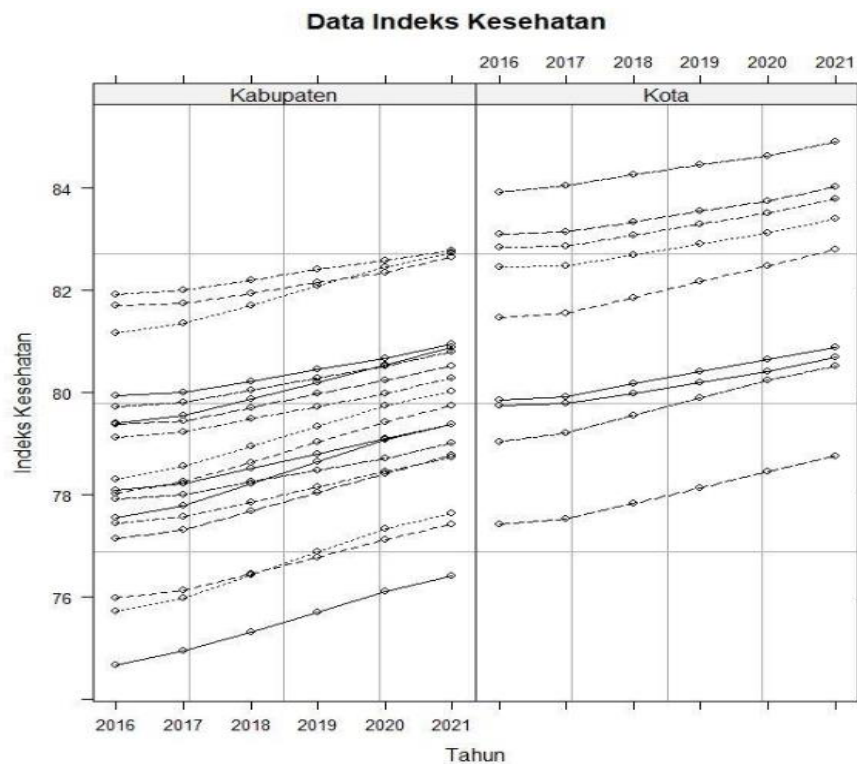 Data Indeks Kesehatan
2016 2017 2018 2019 2020 2021
Kabupaten Kota
84
82
80
78
76
Indeks Kesehatan
2016 2017 2018 2019 2020 2021
Tahun